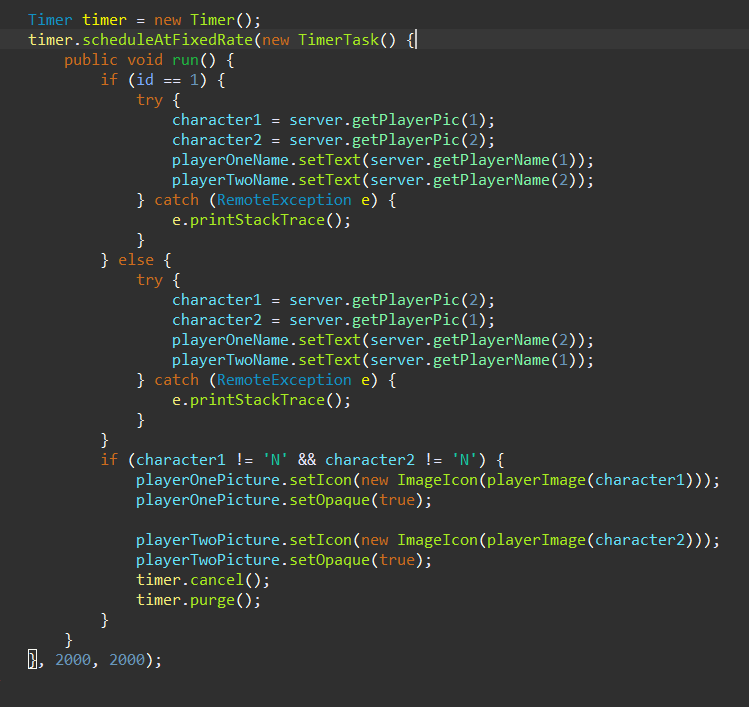 Timer timer = new Timer();
timer.scheduleAtFixedRate(new TimerTask() {
    public void run() {
        if (id == 1) {
            try {
                character1 = server.getPlayerPic(1);
                character2 = server.getPlayerPic(2);
                playerOneName.setText(server.getPlayerName(1));
                playerTwoName.setText(server.getPlayerName(2));
            } catch (RemoteException e) {
                e.printStackTrace();
            }
        } else {
            try {
                character1 = server.getPlayerPic(2);
                character2 = server.getPlayerPic(1);
                playerOneName.setText(server.getPlayerName(2));
                playerTwoName.setText(server.getPlayerName(1));
            } catch (RemoteException e) {
                e.printStackTrace();
            }
        }
        if (character1 != 'N' && character2 != 'N') {
            playerOnePicture.setIcon(new ImageIcon(playerImage(character1)));
            playerOnePicture.setOpaque(true);

            playerTwoPicture.setIcon(new ImageIcon(playerImage(character2)));
            playerTwoPicture.setOpaque(true);
            timer.cancel();
            timer.purge();
        }
    }
}, 2000, 2000);